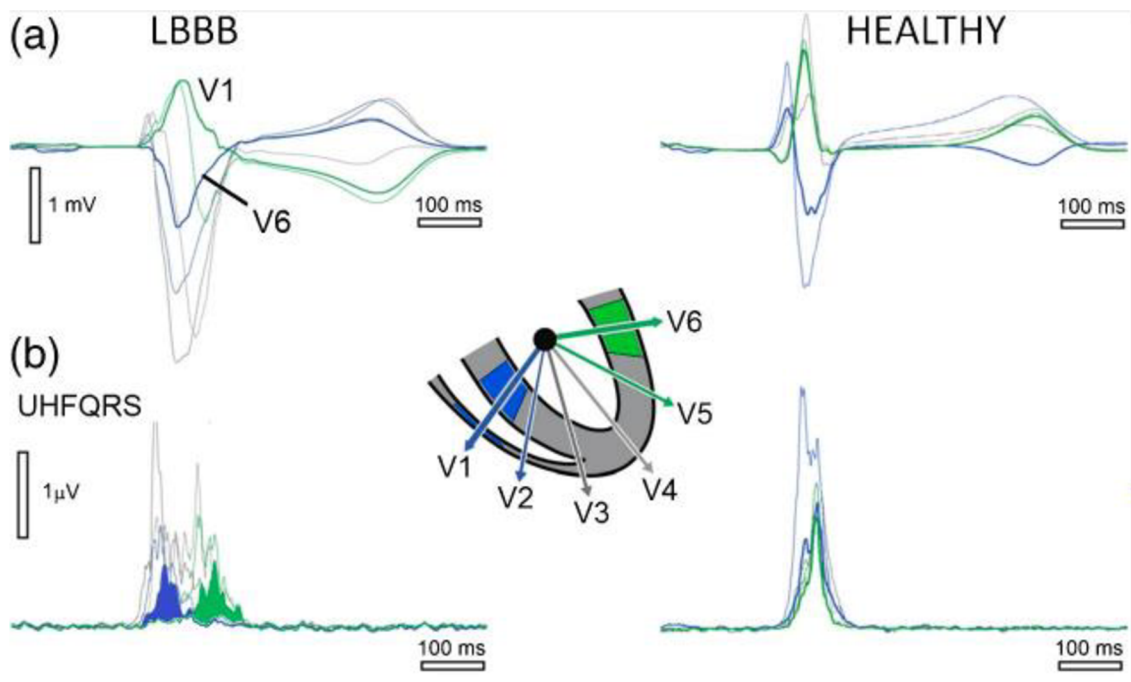 (a)
LBBB
HEALTHY
V1
V6
1 mV
100 ms
100 ms
(b)
UHFQRS
1μV
V6
V5
V4
V3
V2
V1
100 ms
100 ms